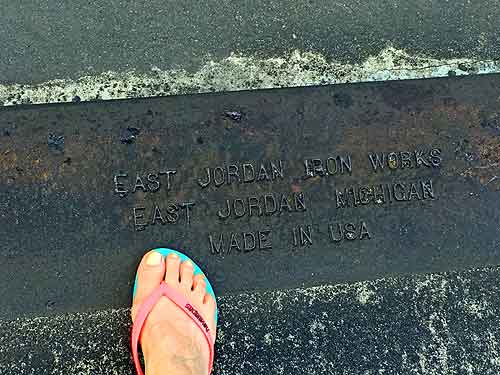 EAST JORDAN IRON WORKS
EAST JORDAN MICHIGAN
MADE IN USA